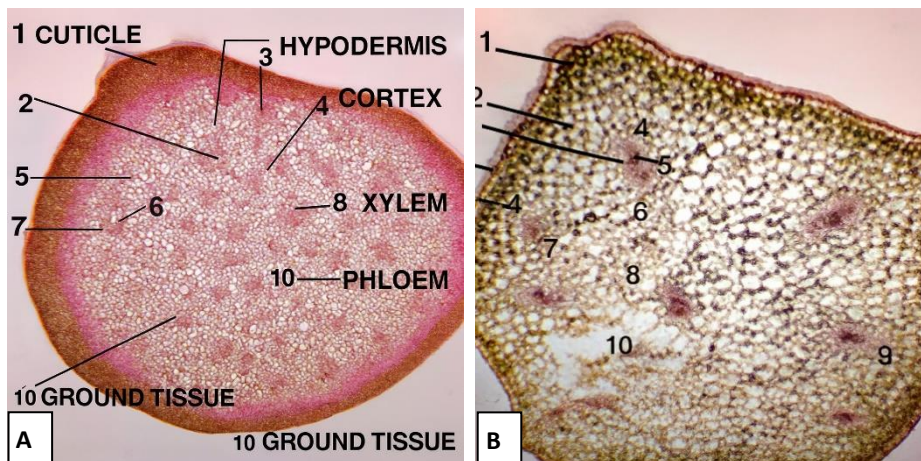 1 CUTICLE
HYPODERMIS
3
2
4 CORTEX
5
6
8 XYLEM
7
10 PHLOEM
10 GROUND TISSUE
10 GROUND TISSUE
A
1
2
4
5
4
6
7
8
10
9
B